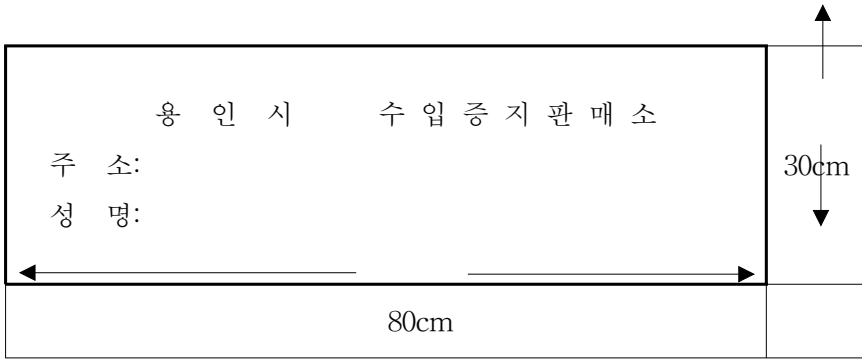 용 인 시 수 입 증 지 판 매 소
주 소:
30cm
성 명:
80cm